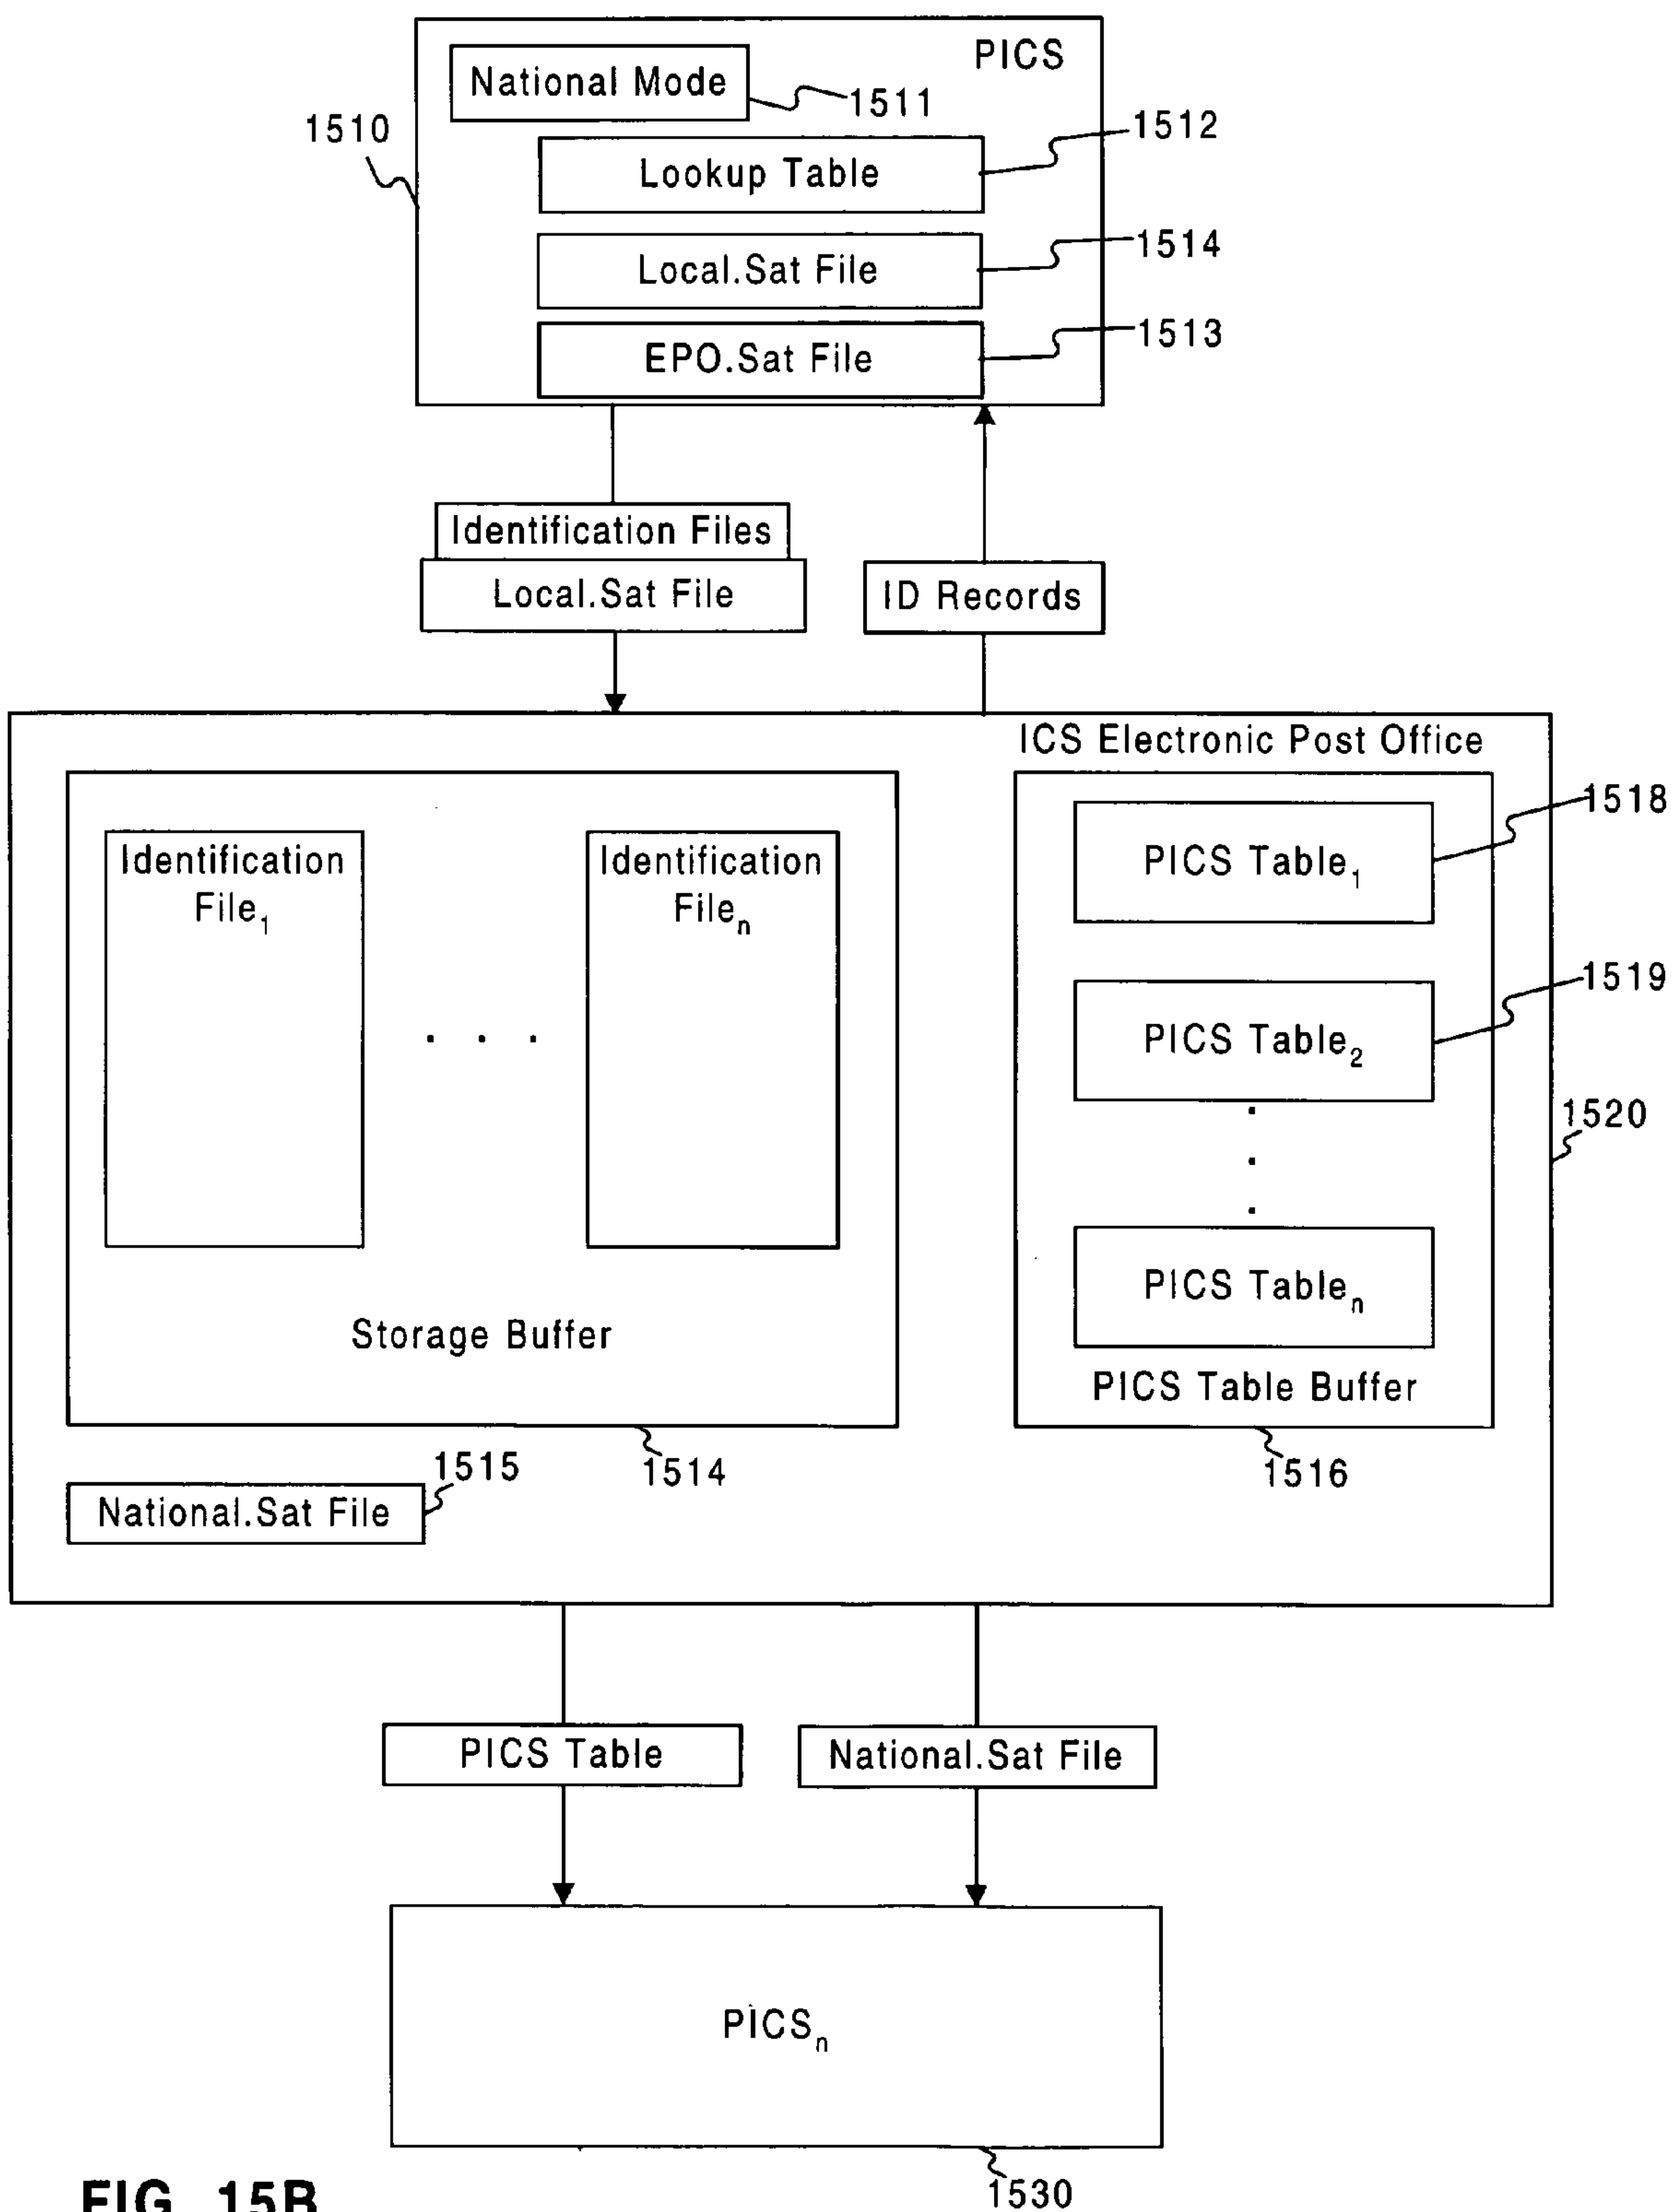 PICS
National Mode
1511
1510
1512
Lookup Table
1514
Local.Sat File
1513
EPO.Sat File
Identification Files
Local.Sat File
ID Records
ICS Electronic Post Office
1518
Identification
File1
Identification
Filen
PICS Table1
1519
. . .
PICS Table2
1520
.
.
.
PICS Tablen
Storage Buffer
PICS Table Buffer
1515
1514
1516
National.Sat File
PICS Table
National.Sat File
PICSn
1530
FIG. 15B